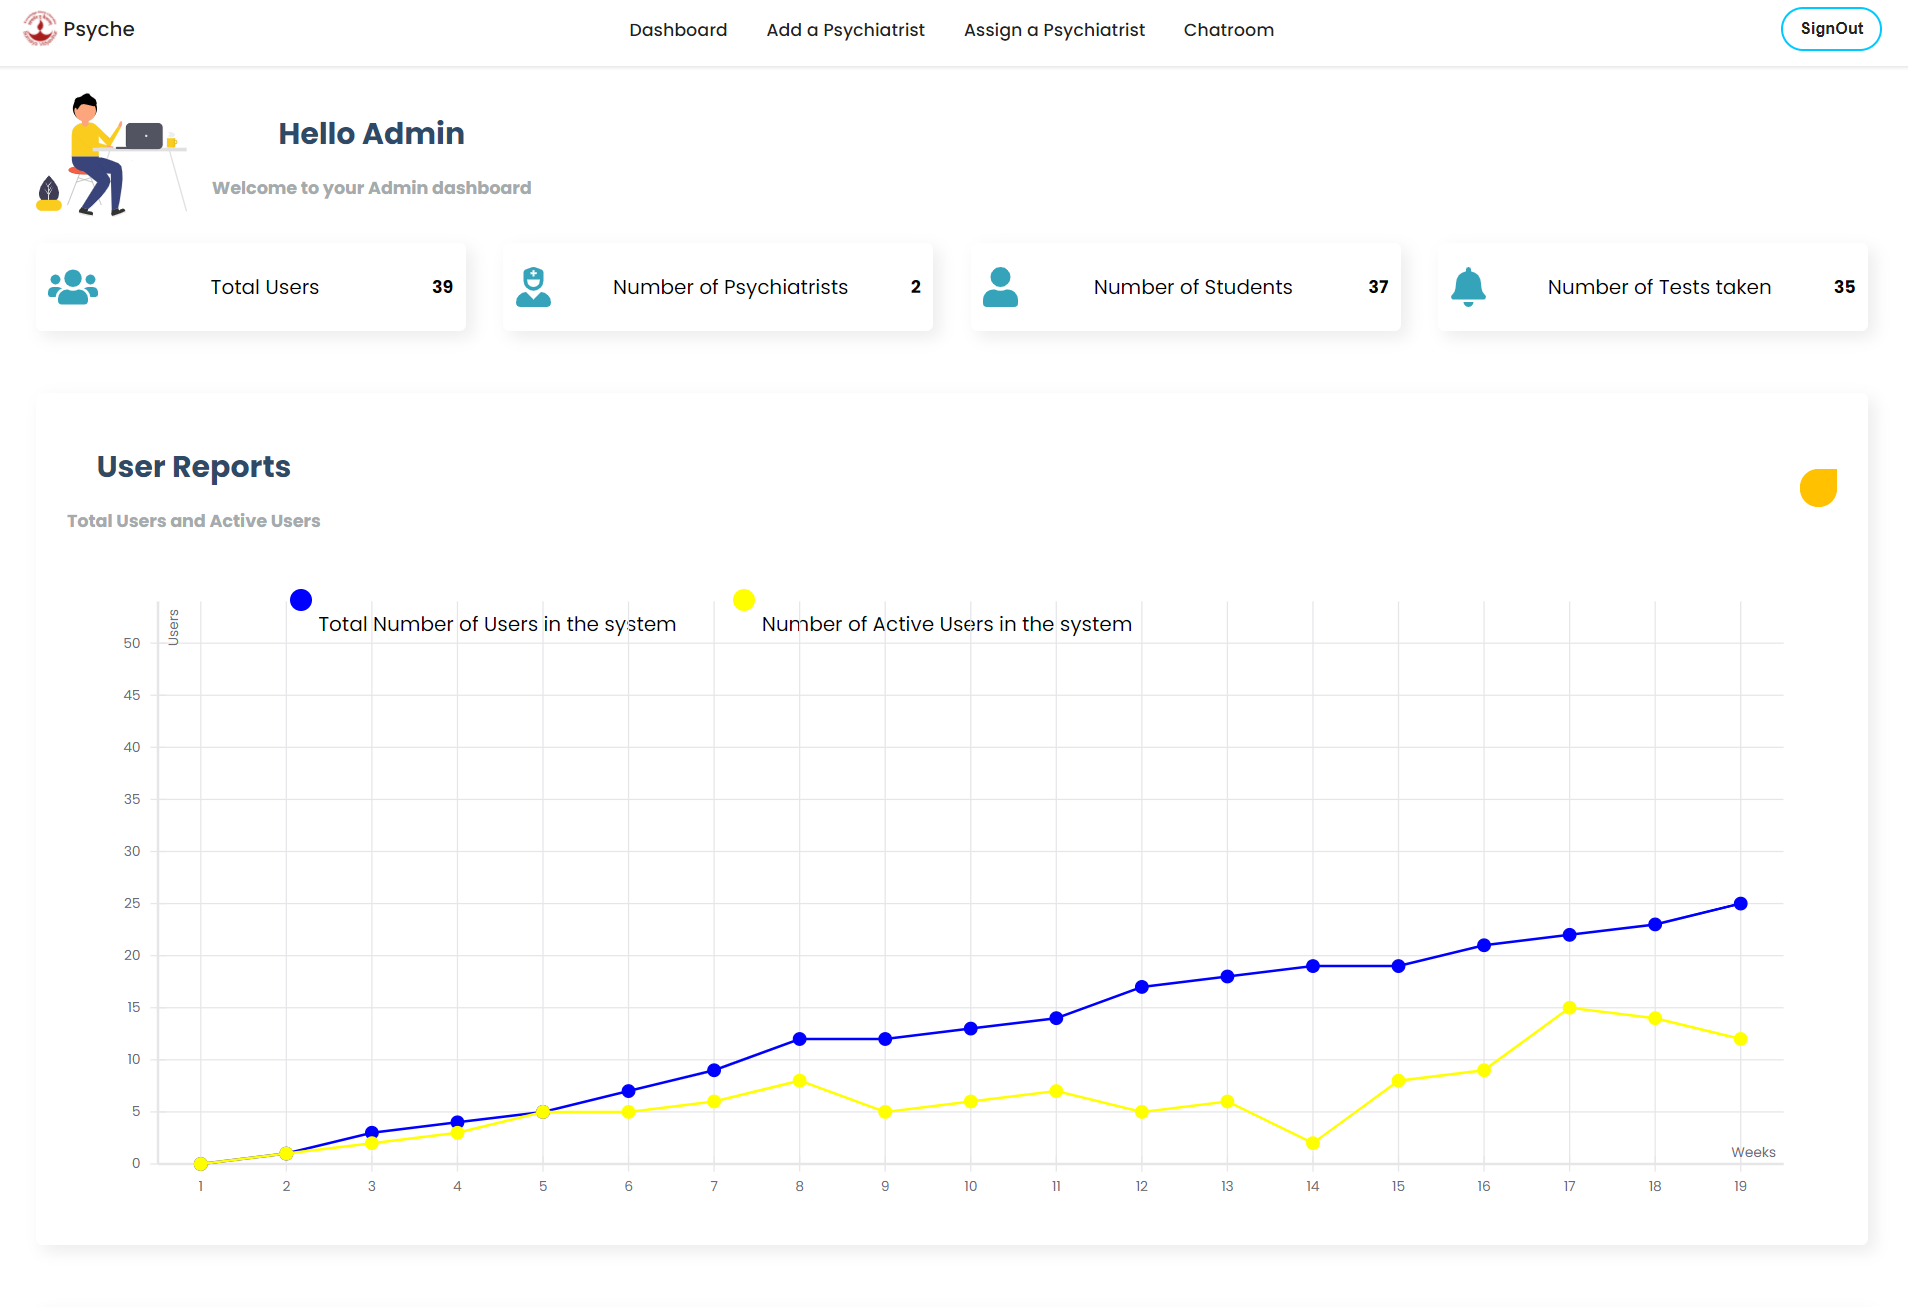 Psyche
Dashboard Add a Psychiatrist Assign a Psychiatrist Chatroom SignOut
Hello Admin
Welcome to your Admin dashboard
Total Users 39 Number of Psychiatrists 2 Number of Students 37 Number of Tests taken 35
User Reports
Total Users and Active Users
Users
Total Number of Users in the system Number of Active Users in the system
50
45
40
35
30
25
20
15
10
5
0
Weeks
1 2 3 4 5 6 7 8 9 10 11 12 13 14 15 16 17 18 19